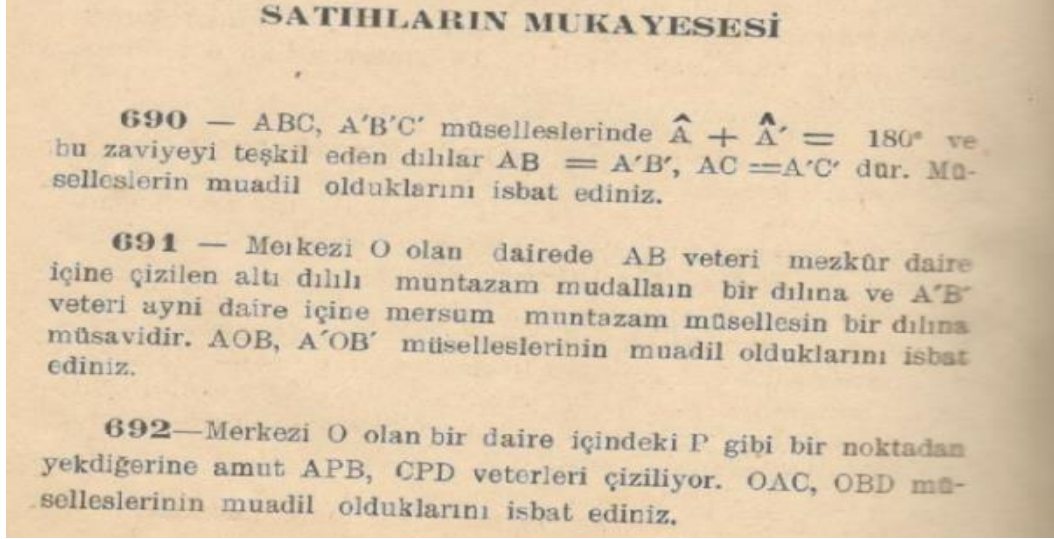 SATIHLARIN MUKAYESESİ
690 — ABC, A′B′C′ müselleslerinde Â + Â′ = 180° ve
bu zaviyeyi teşkil eden dılılar AB = A′B′, AC =A′C′ dür. Mü-
selleslerin muadil olduklarını isbat ediniz.
691 — Merkezi O olan dairede AB veteri mezkûr daire
içine çizilen altı dılılı muntazam mudallaın bir dılına ve A′B′
veteri ayni daire içine mersum muntazam müsellesin bir dılına
müsavidir. AOB, A′OB′ müselleslerinin muadil olduklarını isbat
ediniz.
692—Merkezi O olan bir daire içindeki P gibi bir noktadan
yekdiğerine amut APB, CPD veterleri çiziliyor. OAC, OBD mü-
selleslerinin muadil olduklarını isbat ediniz.